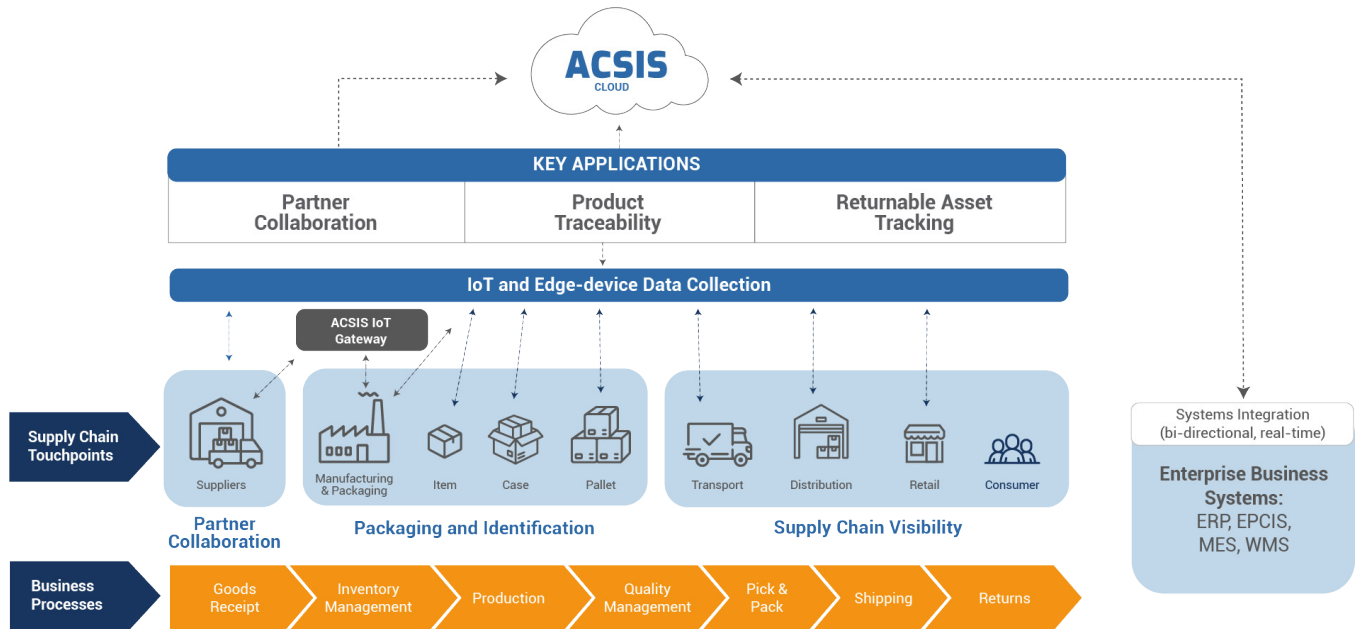 ACSIS
CLOUD
KEY APPLICATIONS
Partner
Collaboration
Product
Traceability
Returnable Asset
Tracking
IoT and Edge-device Data Collection
ACSIS IoT
Gateway
Supply Chain
Touchpoints
Suppliers
Manufacturing
& Packaging
Item
Case
Pallet
Transport
Distribution
Retail
Consumer
Partner
Collaboration
Packaging and Identification
Supply Chain Visibility
Systems Integration
(bi-directional, real-time)
Enterprise Business
Systems:
ERP, EPCIS,
MES, WMS
Business
Processes
Goods
Receipt
Inventory
Management
Production
Quality
Management
Pick &
Pack
Shipping
Returns